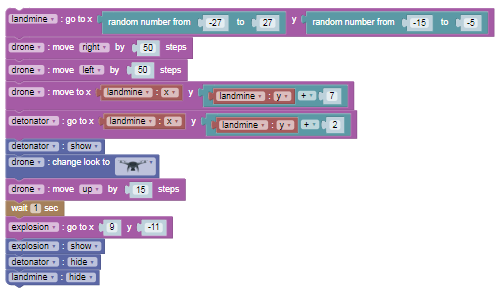 landmine : go to x random number from -27 to 27 y random number from -15 to -5
drone : move right by 50 steps
drone : move left by 50 steps
drone : move to x landmine : x y landmine : y + 7
detonator : go to x landmine : x y landmine : y + 2
detonator : show
drone : change look to
drone : move up by 15 steps
wait 1 sec
explosion : go to x 9 y -11
explosion : show
detonator : hide
landmine : hide